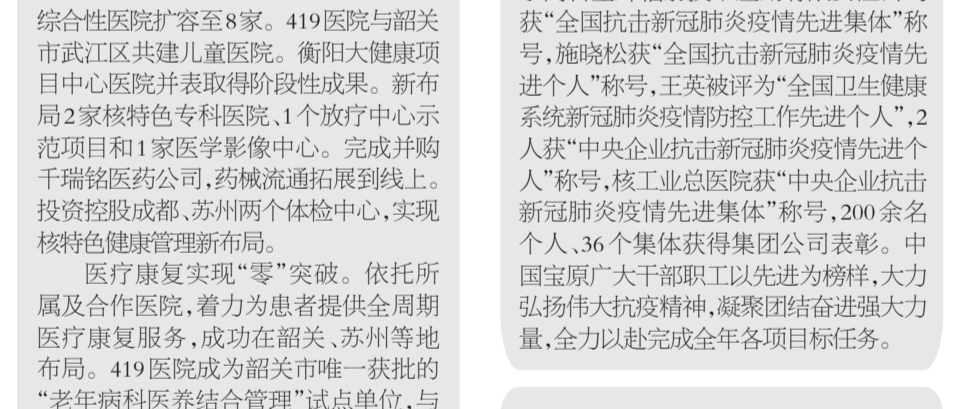 综合性医院扩容至8家。419医院与韶关
市武江区共建儿童医院。衡阳大健康项
目中心医院并表取得阶段性成果。新布
局2家核特色专科医院、1个放疗中心示
范项目和1家医学影像中心。完成并购
千瑞铭医药公司,药械流通拓展到线上。
投资控股成都、苏州两个体检中心,实现
核特色健康管理新布局。
医疗康复实现“零”突破。依托所
属及合作医院,着力为患者提供全周期
医疗康复服务,成功在韶关、苏州等地
布局。419医院成为韶关市唯一获批的
“老年病科医养结合管理”试点单位,与
获“全国抗击新冠肺炎疫情先进集体”称
号,施晓松获“全国抗击新冠肺炎疫情先
进个人”称号,王英被评为“全国卫生健康
系统新冠肺炎疫情防控工作先进个人”,2
人获“中央企业抗击新冠肺炎疫情先进个
人”称号,核工业总医院获“中央企业抗击
新冠肺炎疫情先进集体”称号,200余名
个人、36个集体获得集团公司表彰。中
国宝原广大干部职工以先进为榜样,大力
弘扬伟大抗疫精神,凝聚团结奋进强大力
量,全力以赴完成全年各项目标任务。